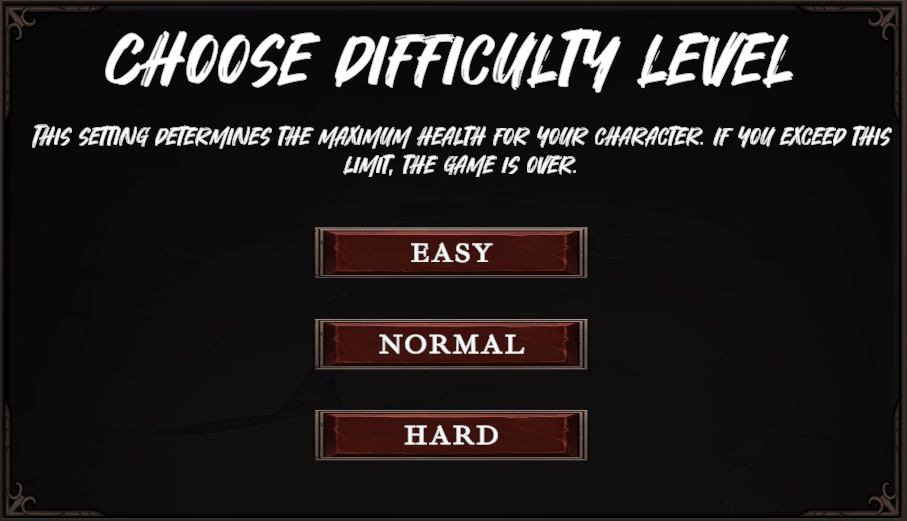 CHOOSE DIFFICULTY LEVEL
THIS SETTING DETERMINES THE MAXIMUM HEALTH FOR YOUR CHARACTER. IF YOU EXCEED THIS
LIMIT, THE GAME IS OVER.
EASY
NORMAL
HARD